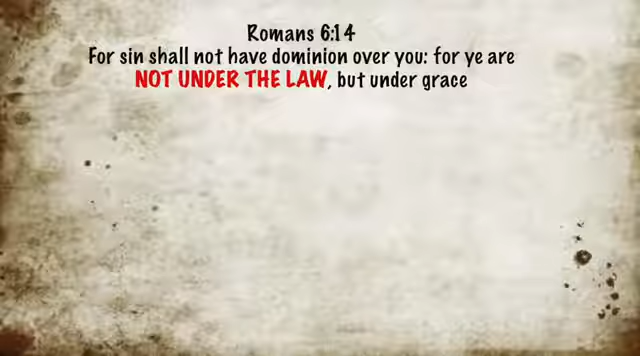 Romans 6:14
For sin shall not have dominion over you: for ye are
NOT UNDER THE LAW, but under grace